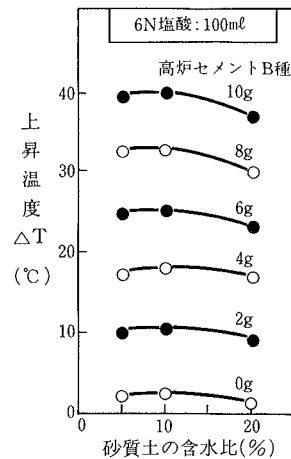 6N塩酸:100mℓ
高炉セメントB種
10g
8g
6g
4g
2g
0g
上昇温度
△T
(℃)
40
30
20
10
0
0
10
20
砂質土の含水比(%)